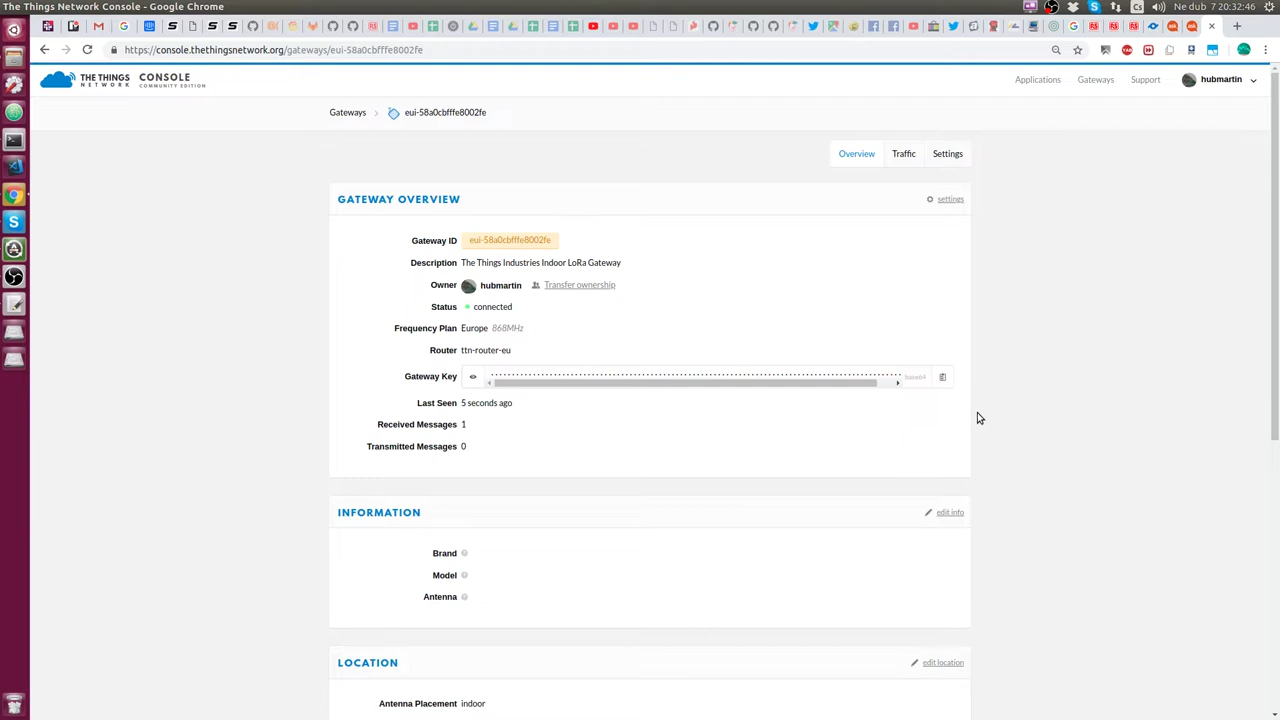 The Things Network Console - Google Chrome
Cs
Ne dub 7 20:32:46
https://console.thethingsnetwork.org/gateways/eui-58a0cbfffe8002fe
THE THINGS
NETWORK
CONSOLE
COMMUNITY EDITION
Applications
Gateways
Support
hubmartin
Gateways
eui-58a0cbfffe8002fe
Overview
Traffic
Settings
GATEWAY OVERVIEW
settings
Gateway ID eui-58a0cbfffe8002fe
Description The Things Industries Indoor LoRa Gateway
Owner hubmartin Transfer ownership
Status connected
Frequency Plan Europe 868MHz
Router ttn-router-eu
Gateway Key base64
Last Seen 5 seconds ago
Received Messages 1
Transmitted Messages 0
INFORMATION
edit info
Brand
Model
Antenna
LOCATION
edit location
Antenna Placement indoor